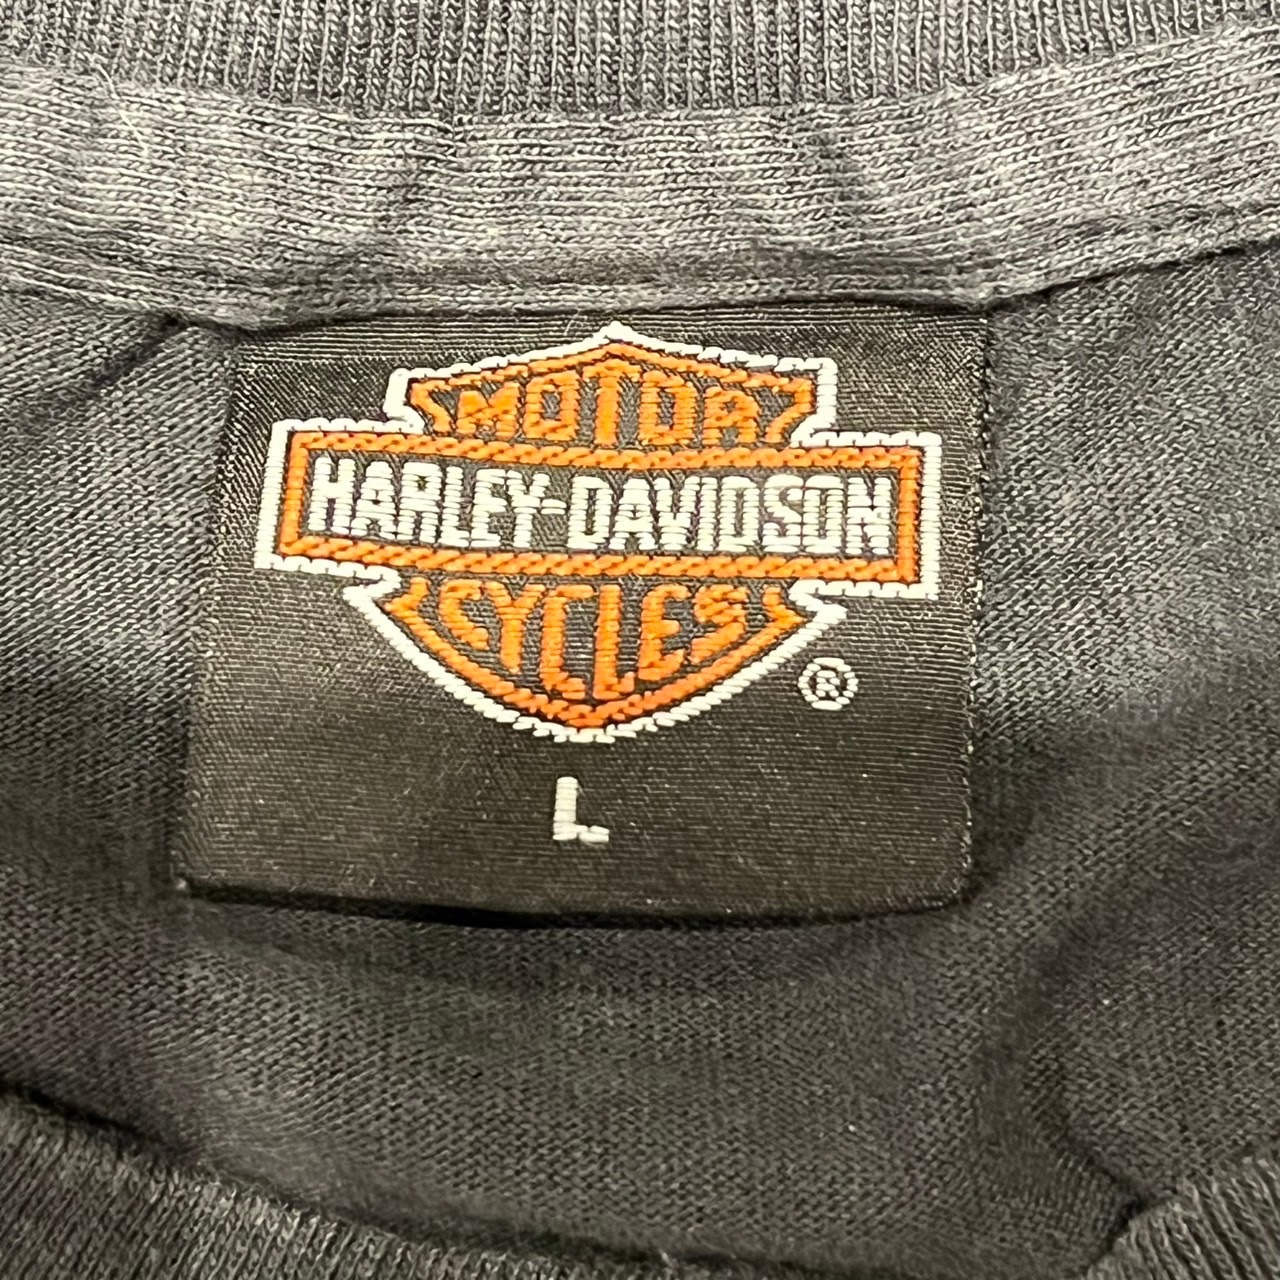 MOTOR
HARLEY-DAVIDSON
CYCLES
®
L